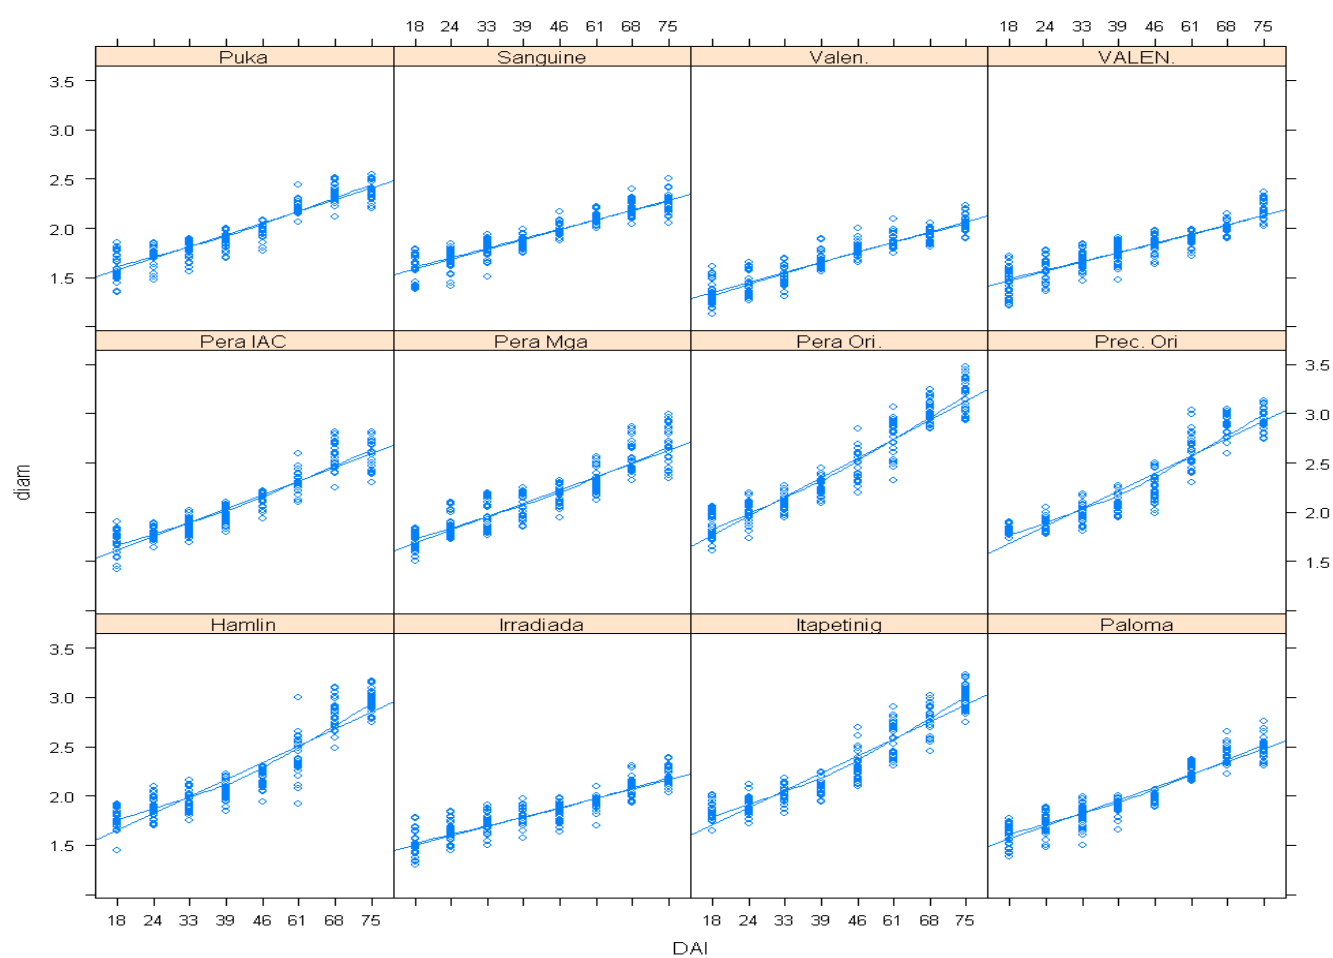 18 24 33 39 46 61 68 75 18 24 33 39 46 61 68 75
Puka Sanguine Valen. VALEN.
3.5
3.0
2.5
2.0
1.5
Pera IAC Pera Mga Pera Ori. Prec. Ori
3.5
3.0
2.5
2.0
1.5
diam
Hamlin Irradiada Itapetinig Paloma
3.5
3.0
2.5
2.0
1.5
18 24 33 39 46 61 68 75 18 24 33 39 46 61 68 75
DAI